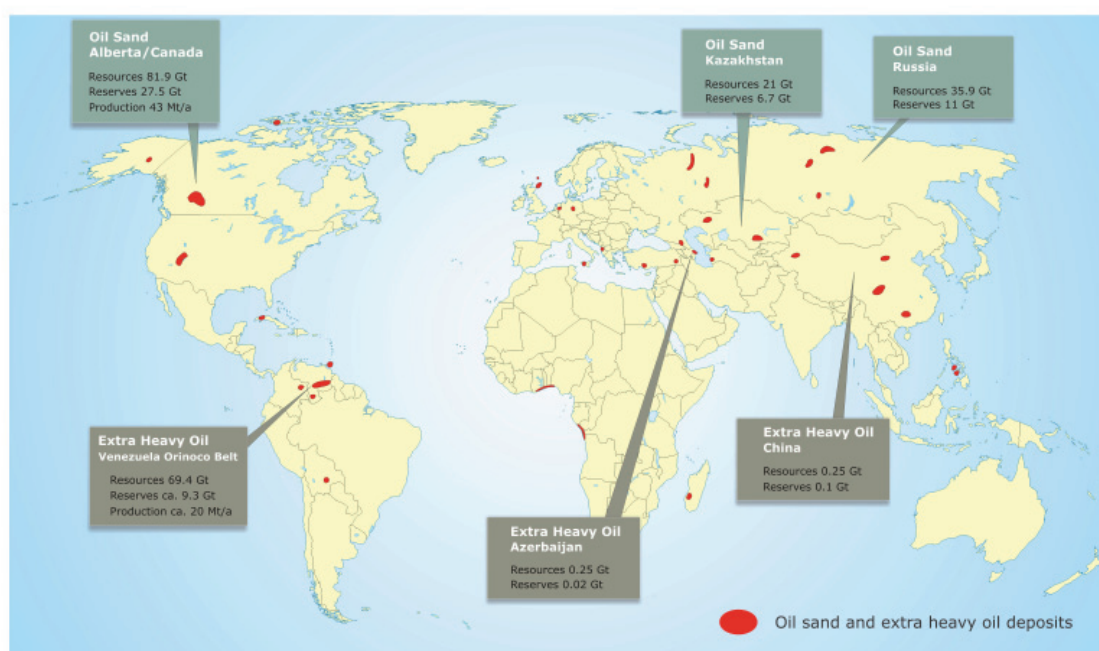 Oil Sand
Alberta/Canada
Resources 81.9 Gt
Reserves 27.5 Gt
Production 43 Mt/a
Oil Sand
Kazakhstan
Resources 21 Gt
Reserves 6.7 Gt
Oil Sand
Russia
Resources 35.9 Gt
Reserves 11 Gt
Extra Heavy Oil
Venezuela Orinoco Belt
Resources 69.4 Gt
Reserves ca. 9.3 Gt
Production ca. 20 Mt/a
Extra Heavy Oil
Azerbaijan
Resources 0.25 Gt
Reserves 0.02 Gt
Extra Heavy Oil
China
Resources 0.25 Gt
Reserves 0.1 Gt
Oil sand and extra heavy oil deposits